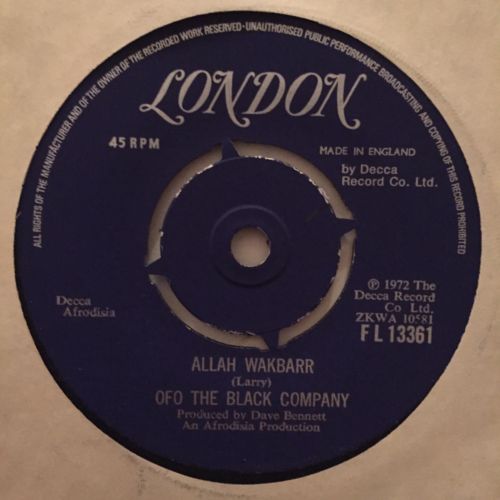 ALL RIGHTS OF THE MANUFACTURER AND OF THE OWNER OF THE RECORDED WORK RESERVED-UNAUTHORISED PUBLIC PERFORMANCE BROADCASTING AND COPYING OF THIS RECORD PROHIBITED
LONDON
45 RPM
MADE IN ENGLAND
by Decca
Record Co. Ltd.
Decca
Afrodisia
℗ 1972 The
Decca Record
Co Ltd.
ZKWA 10581
FL 13361
ALLAH WAKBARR
(Larry)
OFO THE BLACK COMPANY
Produced by Dave Bennett
An Afrodisia Production